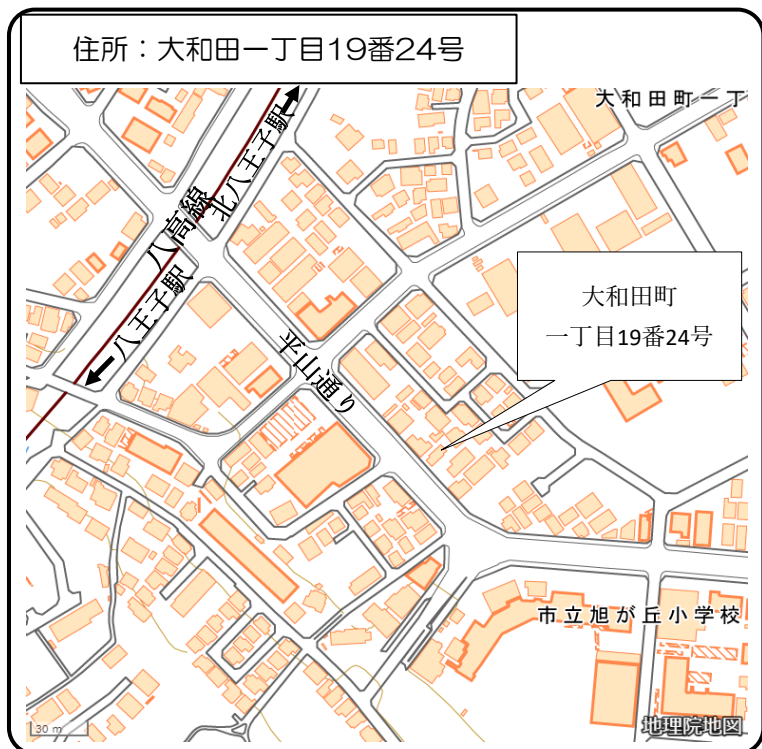 住所：大和田一丁目19番24号
大和田町一丁
北八王子駅
八高線
八王子駅
大和田町
一丁目19番24号
平山通り
市立旭が丘小学校
30 m
地理院地図